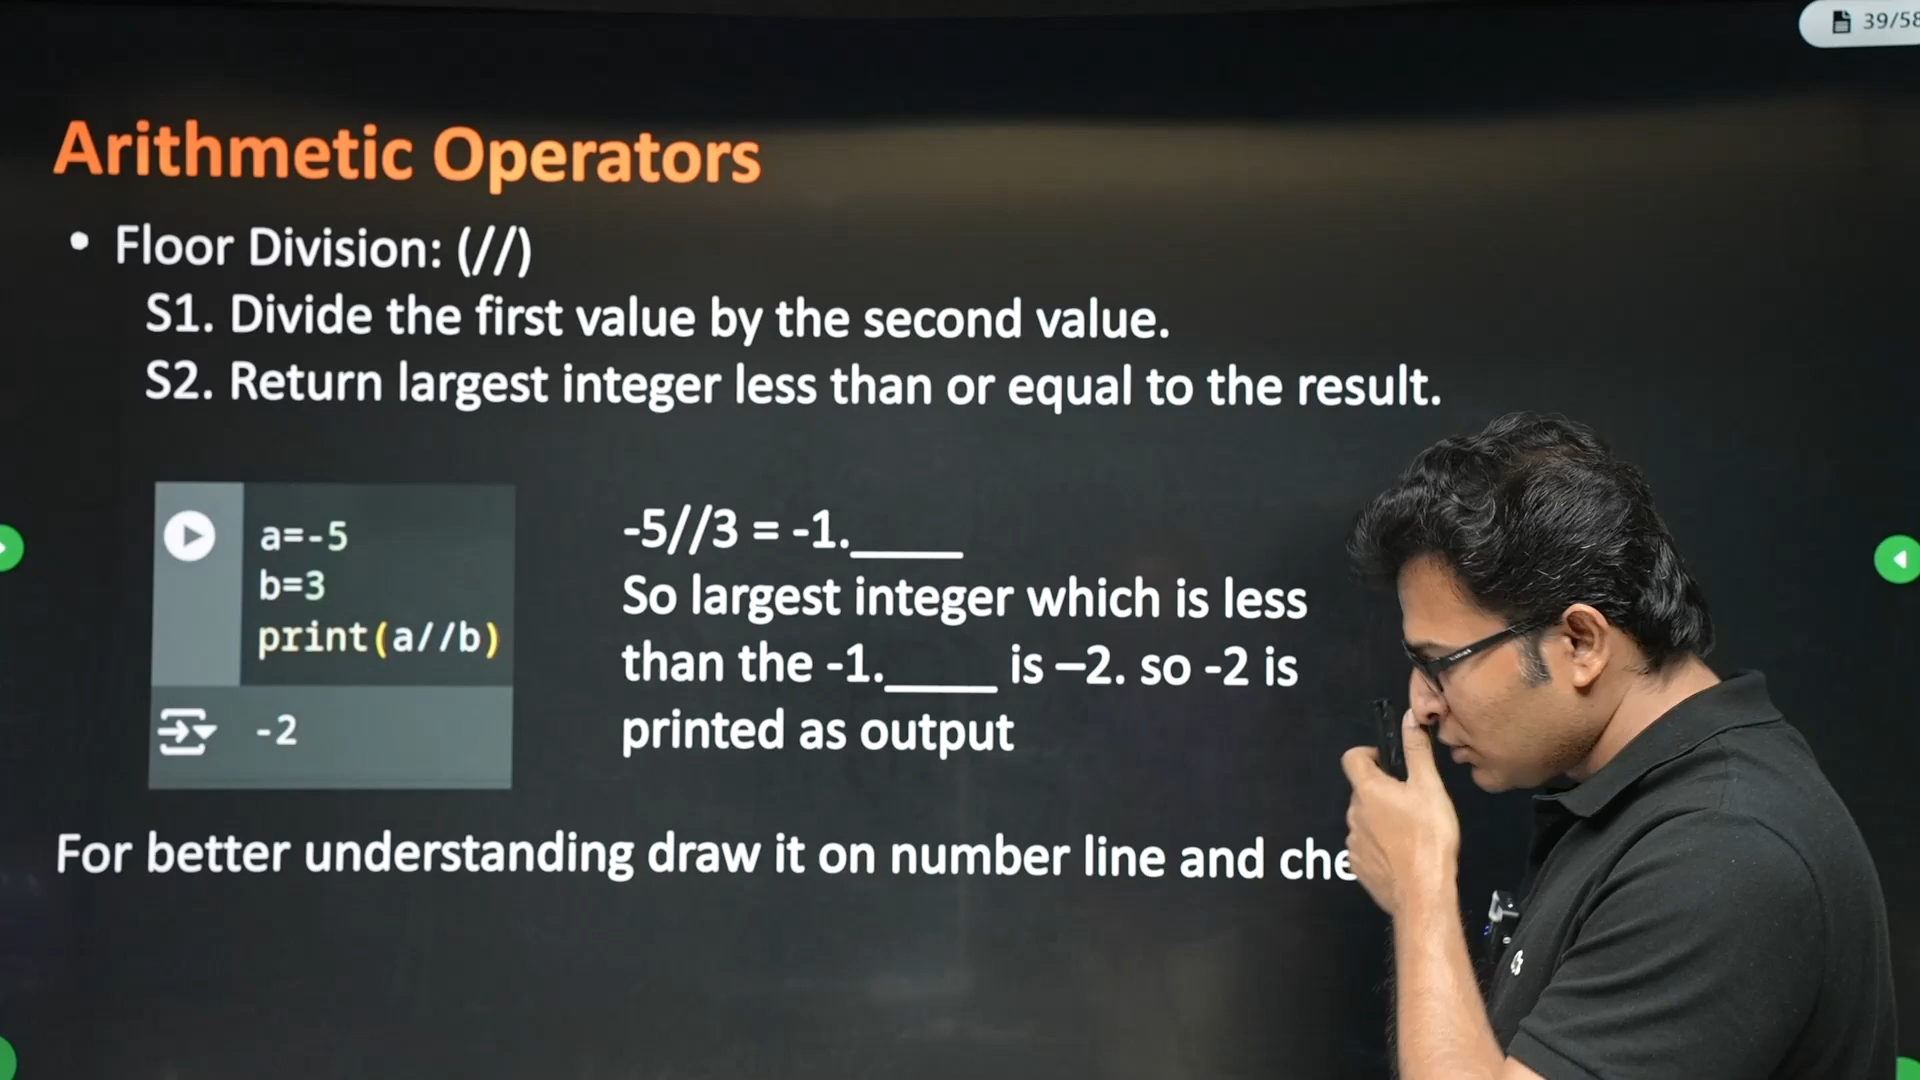 39/58
Arithmetic Operators
• Floor Division: (//)
S1. Divide the first value by the second value.
S2. Return largest integer less than or equal to the result.
a=-5
b=3
print(a//b)
-2
-5//3 = -1.____
So largest integer which is less
than the -1.____ is –2. so -2 is
printed as output
For better understanding draw it on number line and che